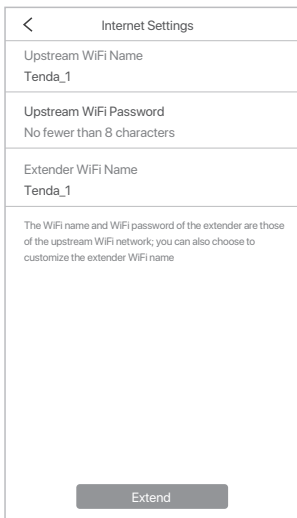 Internet Settings
Upstream WiFi Name
Tenda_1
Upstream WiFi Password
No fewer than 8 characters
Extender WiFi Name
Tenda_1
The WiFi name and WiFi password of the extender are those
of the upstream WiFi network; you can also choose to
customize the extender WiFi name
Extend